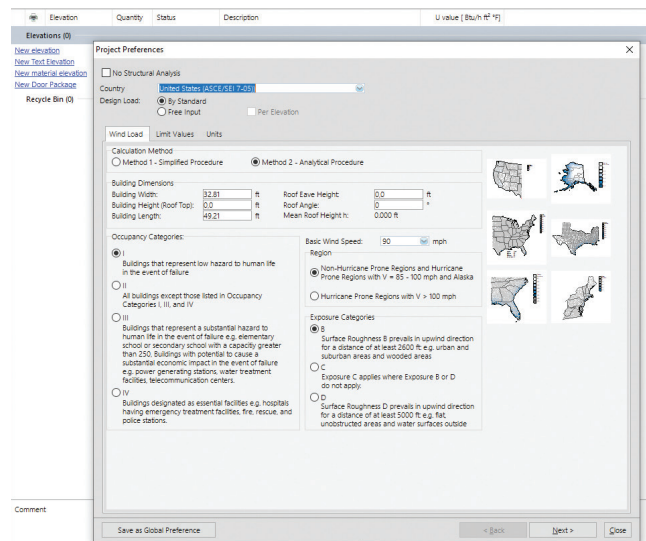 Elevation Quantity Status Description U value [ Btu/h ft² °F]
Elevations (0)
New elevation
New Text Elevation
New material elevation
New Door Package
Recycle Bin (0)
Project Preferences
No Structural Analysis
Country United States (ASCE/SEI 7-05)
Design Load: By Standard
Free Input Per Elevation
Wind Load Limit Values Units
Calculation Method
Method 1 - Simplified Procedure Method 2 - Analytical Procedure
Building Dimensions
Building Width: 32.81 ft Roof Eave Height: 0.0 ft
Building Height (Roof Top): 0.0 ft Roof Angle: 0 °
Building Length: 49.21 ft Mean Roof Height h: 0.000 ft
Occupancy Categories:
I
Buildings that represent low hazard to human life
in the event of failure
II
All buildings except those listed in Occupancy
Categories I, III, and IV
III
Buildings that represent a substantial hazard to
human life in the event of failure e.g. elementary
school or secondary school with a capacity greater
than 250, Buildings with potential to cause a
substantial economic impact in the event of failure
e.g. power generating stations, water treatment
facilities, telecommunication centers.
IV
Buildings designated as essential facilities e.g. hospitals
having emergency treatment facilities, fire, rescue, and
police stations.
Basic Wind Speed: 90 mph
Region
Non-Hurricane Prone Regions and Hurricane
Prone Regions with V = 85 - 100 mph and Alaska
Hurricane Prone Regions with V > 100 mph
Exposure Categories
B
Surface Roughness B prevails in upwind direction
for a distance of at least 2600 ft e.g. urban and
suburban areas and wooded areas
C
Exposure C applies where Exposure B or D
do not apply.
D
Surface Roughness D prevails in upwind direction
for a distance of at least 5000 ft e.g. flat,
unobstructed areas and water surfaces outside
Comment
Save as Global Preference < Back Next > Close